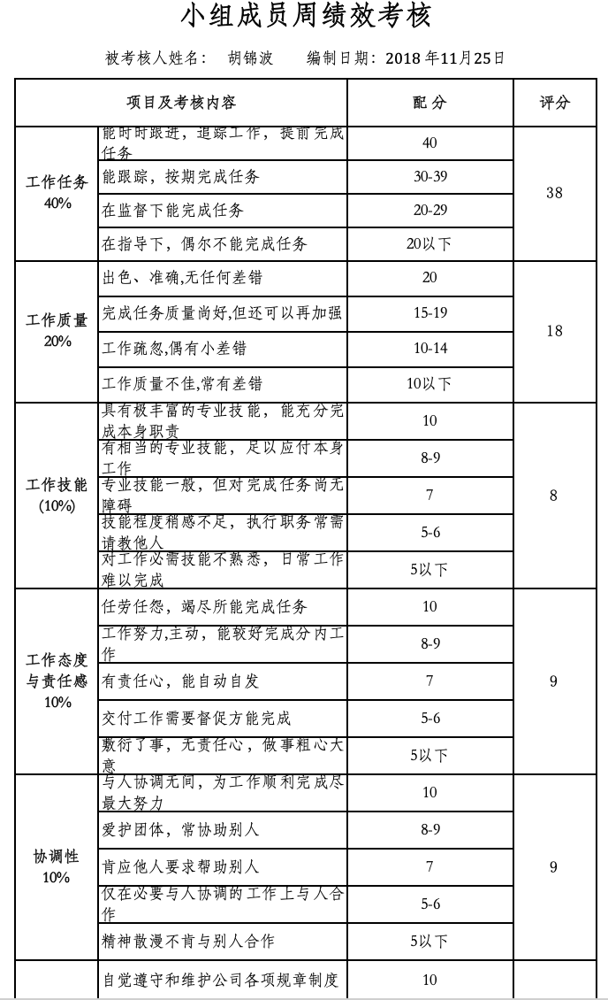 小组成员周绩效考核
被考核人姓名： 胡锦波 编制日期：2018 年11月25日
项目及考核内容 配 分 评分
工作任务
40%
能时时跟进，追踪工作，提前完成
任务
40
能跟踪，按期完成任务
30-39
在监督下能完成任务
20-29
在指导下，偶尔不能完成任务
20以下
38
工作质量
20%
出色、准确,无任何差错
20
完成任务质量尚好,但还可以再加强
15-19
工作疏忽,偶有小差错
10-14
工作质量不佳,常有差错
10以下
18
工作技能
(10%)
具有极丰富的专业技能，能充分完
成本身职责
10
有相当的专业技能，足以应付本身
工作
8-9
专业技能一般，但对完成任务尚无
障碍
7
技能程度稍感不足，执行职务常需
请教他人
5-6
对工作必需技能不熟悉，日常工作
难以完成
5以下
8
工作态度
与责任感
10%
任劳任怨，竭尽所能完成任务
10
工作努力,主动，能较好完成分内工
作
8-9
有责任心，能自动自发
7
交付工作需要督促方能完成
5-6
敷衍了事，无责任心，做事粗心大
意
5以下
9
协调性
10%
与人协调无间，为工作顺利完成尽
最大努力
10
爱护团体，常协助别人
8-9
肯应他人要求帮助别人
7
仅在必要与人协调的工作上与人合
作
5-6
精神散漫不肯与别人合作
5以下
9
自觉遵守和维护公司各项规章制度
10